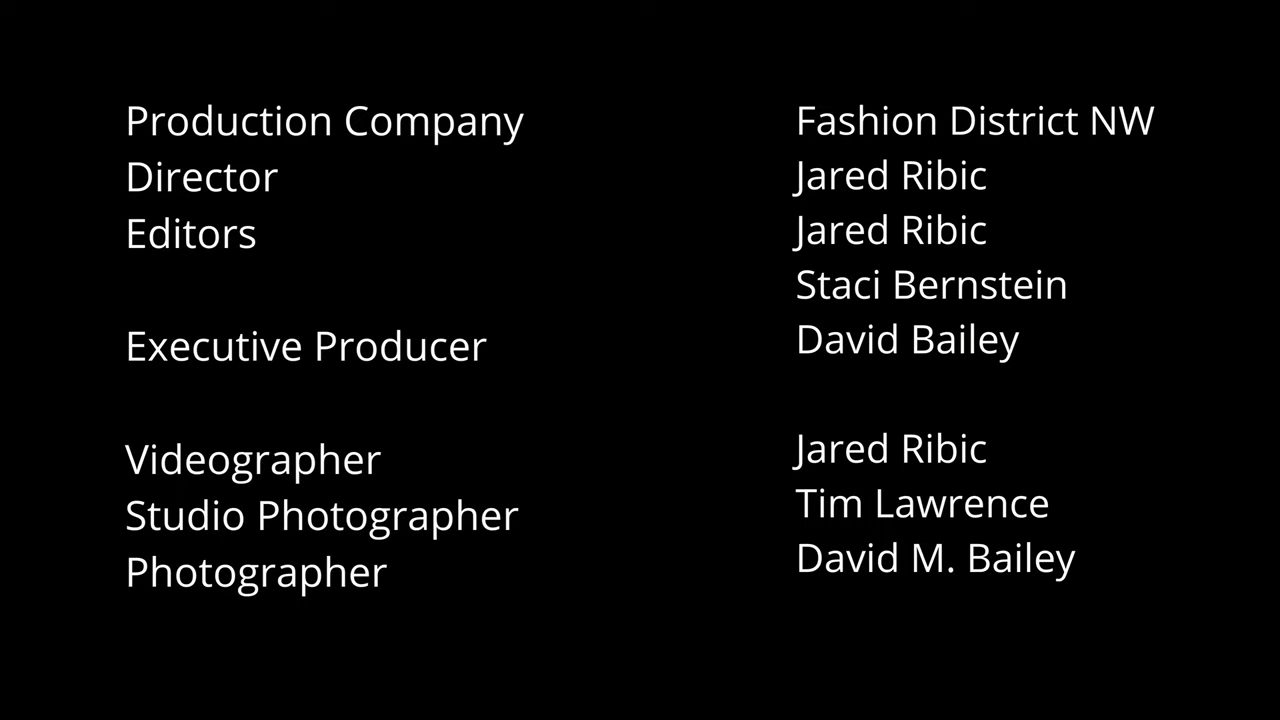 Production Company Fashion District NW
Director Jared Ribic
Editors Jared Ribic
Staci Bernstein
Executive Producer David Bailey
Videographer Jared Ribic
Studio Photographer Tim Lawrence
Photographer David M. Bailey